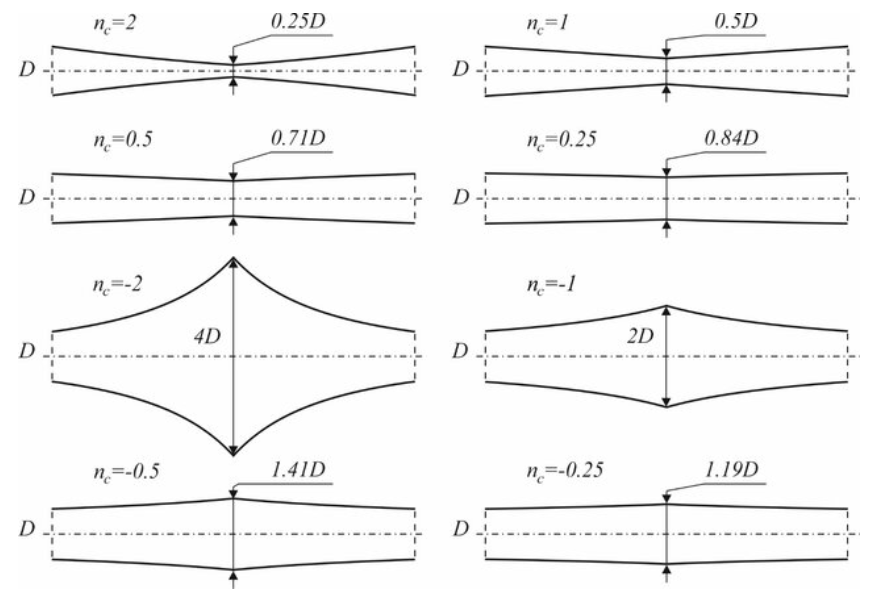 n_c=2 0.25D
D
n_c=1 0.5D
D
n_c=0.5 0.71D
D
n_c=0.25 0.84D
D
n_c=-2
D 4D
n_c=-1
D 2D
n_c=-0.5 1.41D
D
n_c=-0.25 1.19D
D